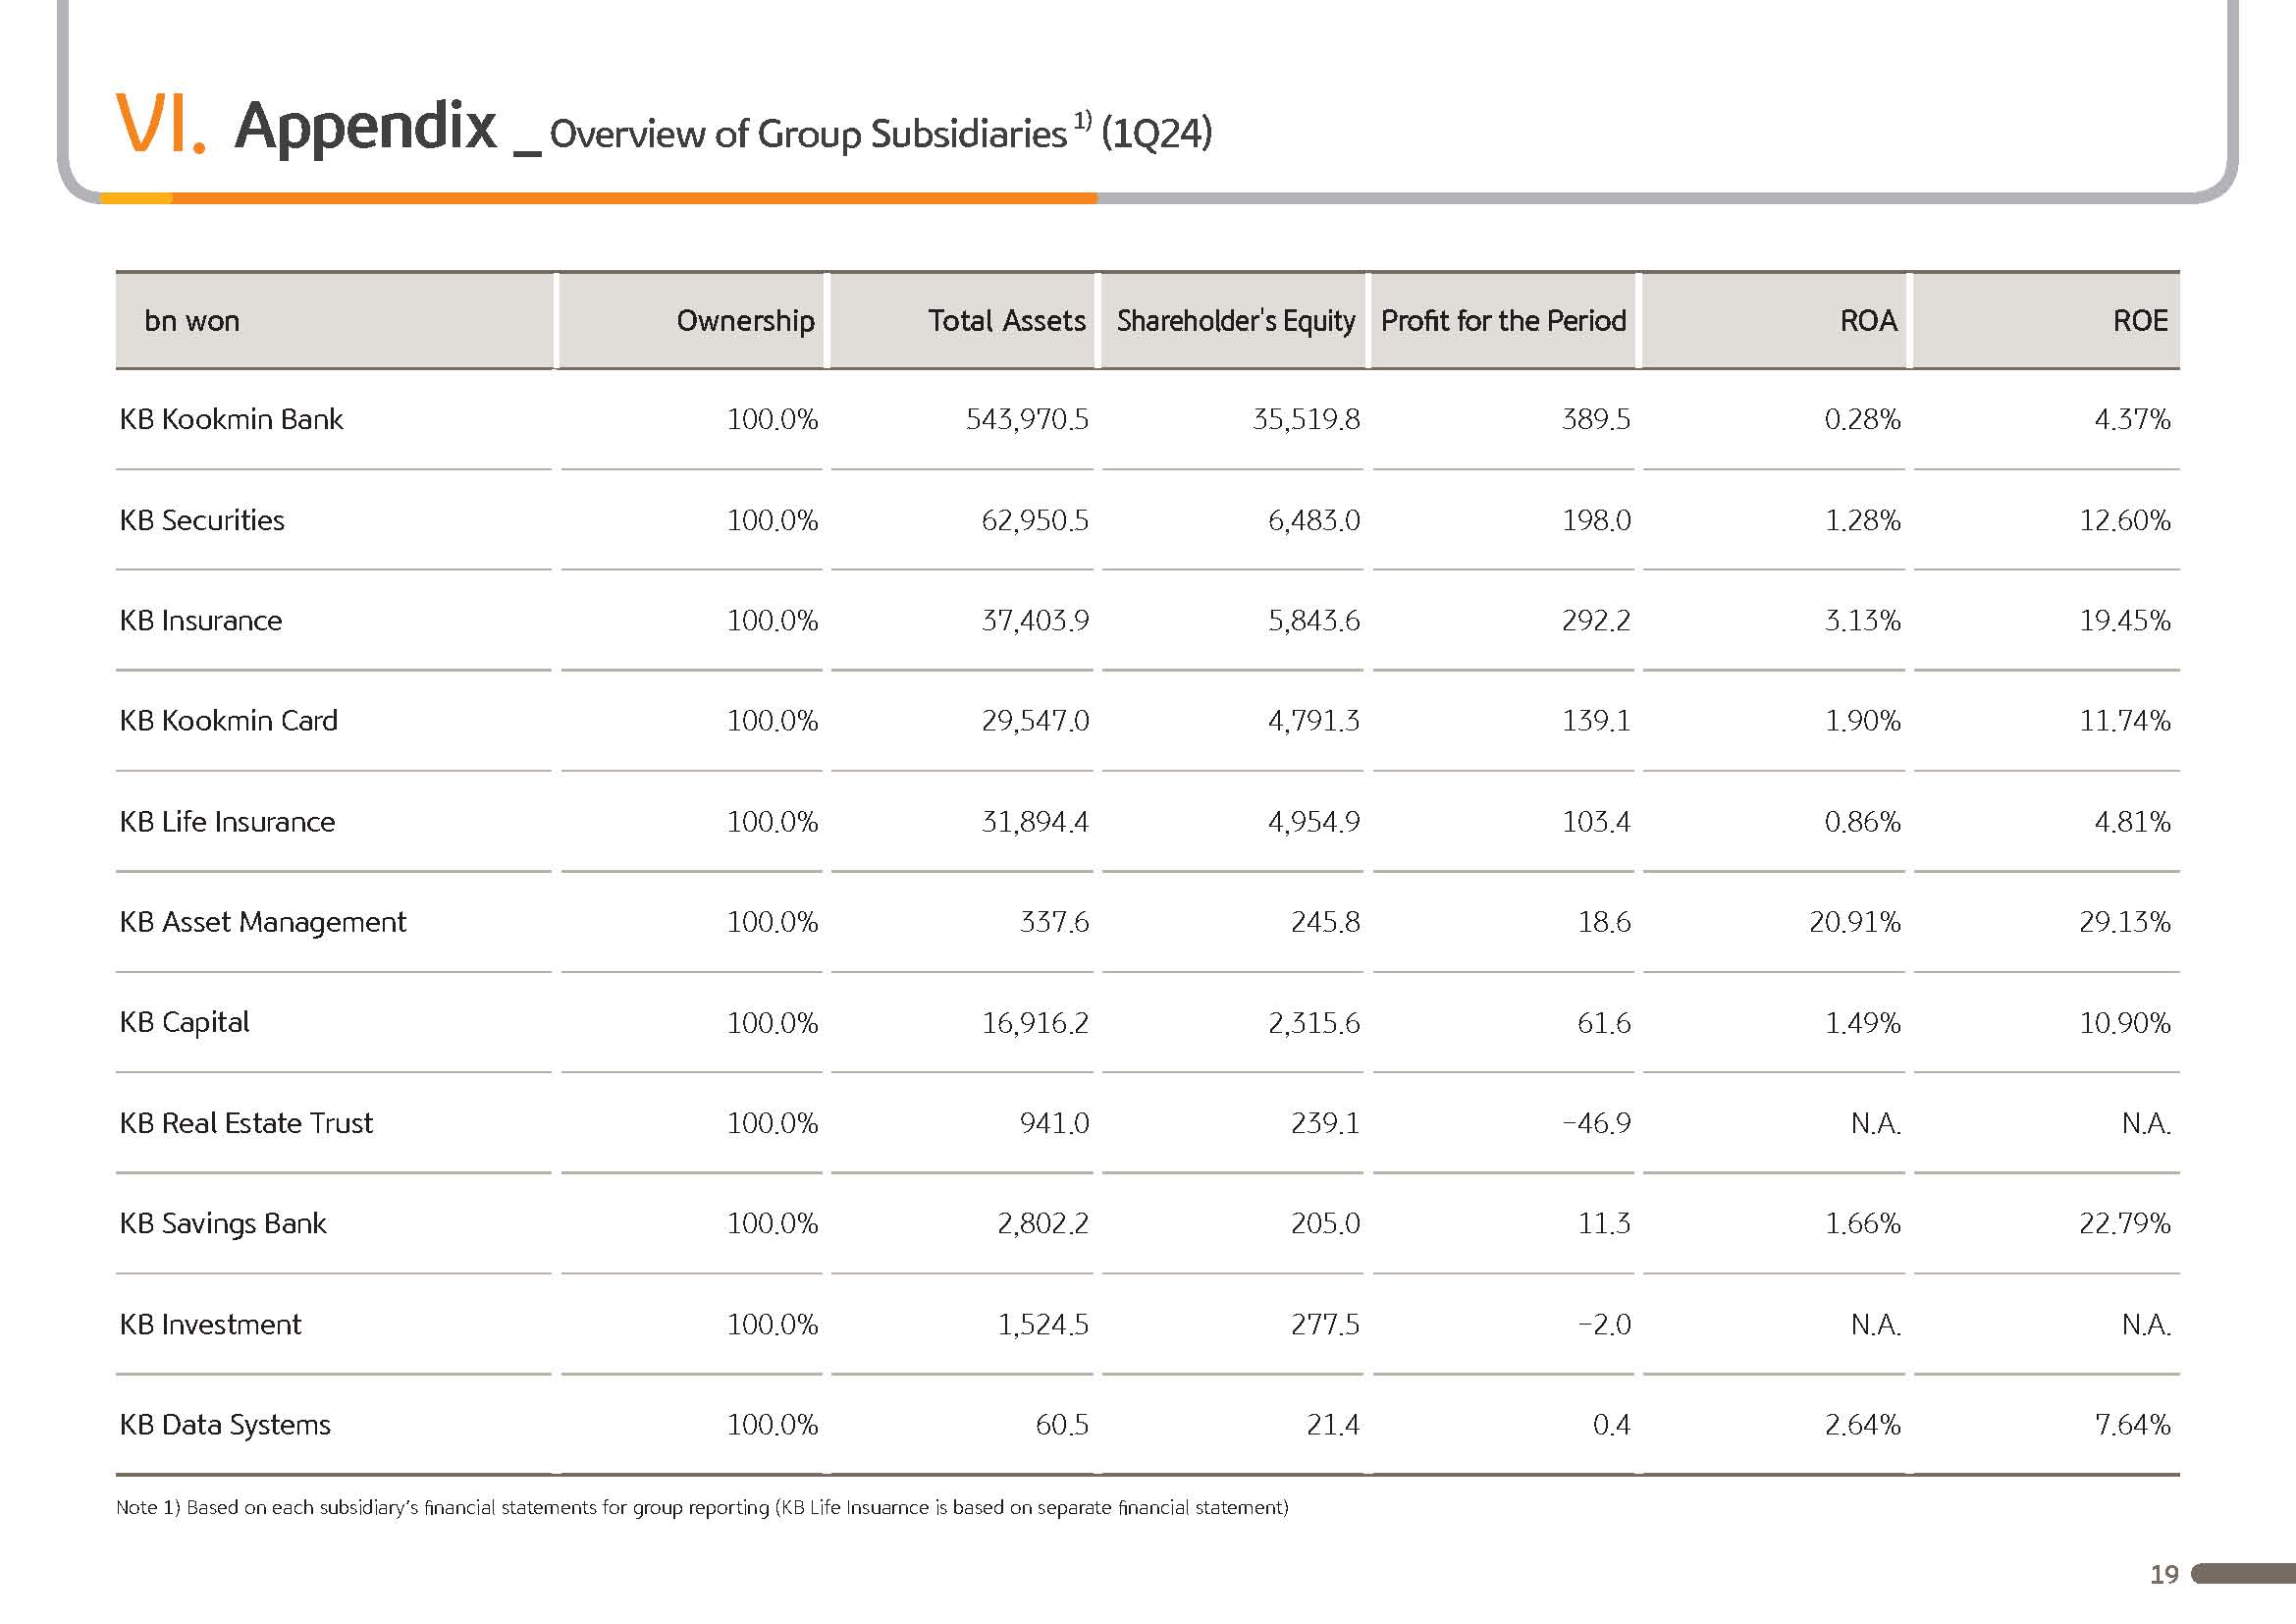 VI. Appendix _ Overview of Group Subsidiaries 1) (1Q24)
bn won Ownership Total Assets Shareholder's Equity Profit for the Period ROA ROE
KB Kookmin Bank 100.0% 543,970.5 35,519.8 389.5 0.28% 4.37%
KB Securities 100.0% 62,950.5 6,483.0 198.0 1.28% 12.60%
KB Insurance 100.0% 37,403.9 5,843.6 292.2 3.13% 19.45%
KB Kookmin Card 100.0% 29,547.0 4,791.3 139.1 1.90% 11.74%
KB Life Insurance 100.0% 31,894.4 4,954.9 103.4 0.86% 4.81%
KB Asset Management 100.0% 337.6 245.8 18.6 20.91% 29.13%
KB Capital 100.0% 16,916.2 2,315.6 61.6 1.49% 10.90%
KB Real Estate Trust 100.0% 941.0 239.1 −46.9 N.A. N.A.
KB Savings Bank 100.0% 2,802.2 205.0 11.3 1.66% 22.79%
KB Investment 100.0% 1,524.5 277.5 −2.0 N.A. N.A.
KB Data Systems 100.0% 60.5 21.4 0.4 2.64% 7.64%
Note 1) Based on each subsidiary’s financial statements for group reporting (KB Life Insuarnce is based on separate financial statement)
19